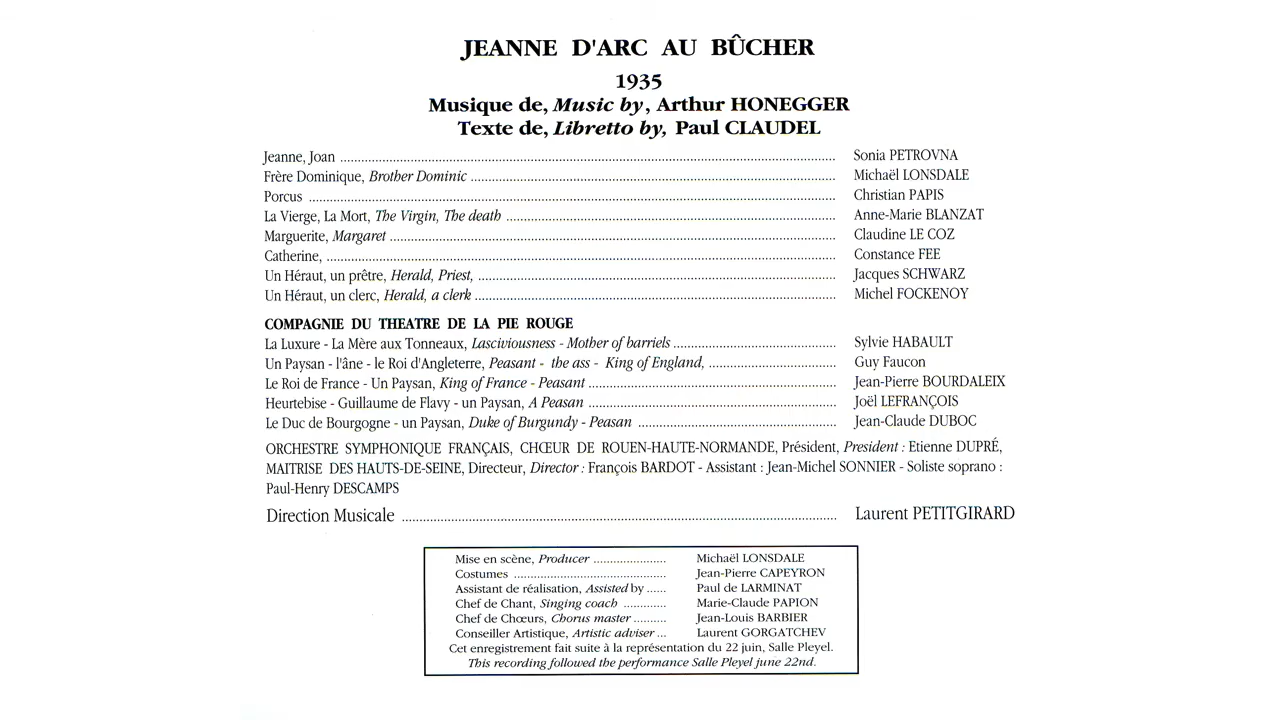 JEANNE D'ARC AU BÛCHER
1935
Musique de, Music by, Arthur HONEGGER
Texte de, Libretto by, Paul CLAUDEL
Jeanne, Joan ........ Sonia PETROVNA
Frère Dominique, Brother Dominic ........ Michaël LONSDALE
Porcus ........ Christian PAPIS
La Vierge, La Mort, The Virgin, The death ........ Anne-Marie BLANZAT
Marguerite, Margaret ........ Claudine LE COZ
Catherine, ........ Constance FEE
Un Héraut, un prêtre, Herald, Priest, ........ Jacques SCHWARZ
Un Héraut, un clerc, Herald, a clerk ........ Michel FOCKENOY
COMPAGNIE DU THEATRE DE LA PIE ROUGE
La Luxure - La Mère aux Tonneaux, Lasciviousness - Mother of barriels ........ Sylvie HABAULT
Un Paysan - l'âne - le Roi d'Angleterre, Peasant - the ass - King of England, ........ Guy Faucon
Le Roi de France - Un Paysan, King of France - Peasant ........ Jean-Pierre BOURDALEIX
Heurtebise - Guillaume de Flavy - un Paysan, A Peasan ........ Joël LEFRANÇOIS
Le Duc de Bourgogne - un Paysan, Duke of Burgundy - Peasan ........ Jean-Claude DUBOC
ORCHESTRE SYMPHONIQUE FRANÇAIS, CHŒUR DE ROUEN-HAUTE-NORMANDE, Président, President : Etienne DUPRÉ,
MAITRISE DES HAUTS-DE-SEINE, Directeur, Director : François BARDOT - Assistant : Jean-Michel SONNIER - Soliste soprano :
Paul-Henry DESCAMPS
Direction Musicale ........ Laurent PETITGIRARD
Mise en scène, Producer ........ Michaël LONSDALE
Costumes ........ Jean-Pierre CAPEYRON
Assistant de réalisation, Assisted by ...... Paul de LARMINAT
Chef de Chant, Singing coach ........ Marie-Claude PAPION
Chef de Chœurs, Chorus master ........ Jean-Louis BARBIER
Conseiller Artistique, Artistic adviser ... Laurent GORGATCHEV
Cet enregistrement fait suite à la représentation du 22 juin, Salle Pleyel.
This recording followed the performance Salle Pleyel june 22nd.